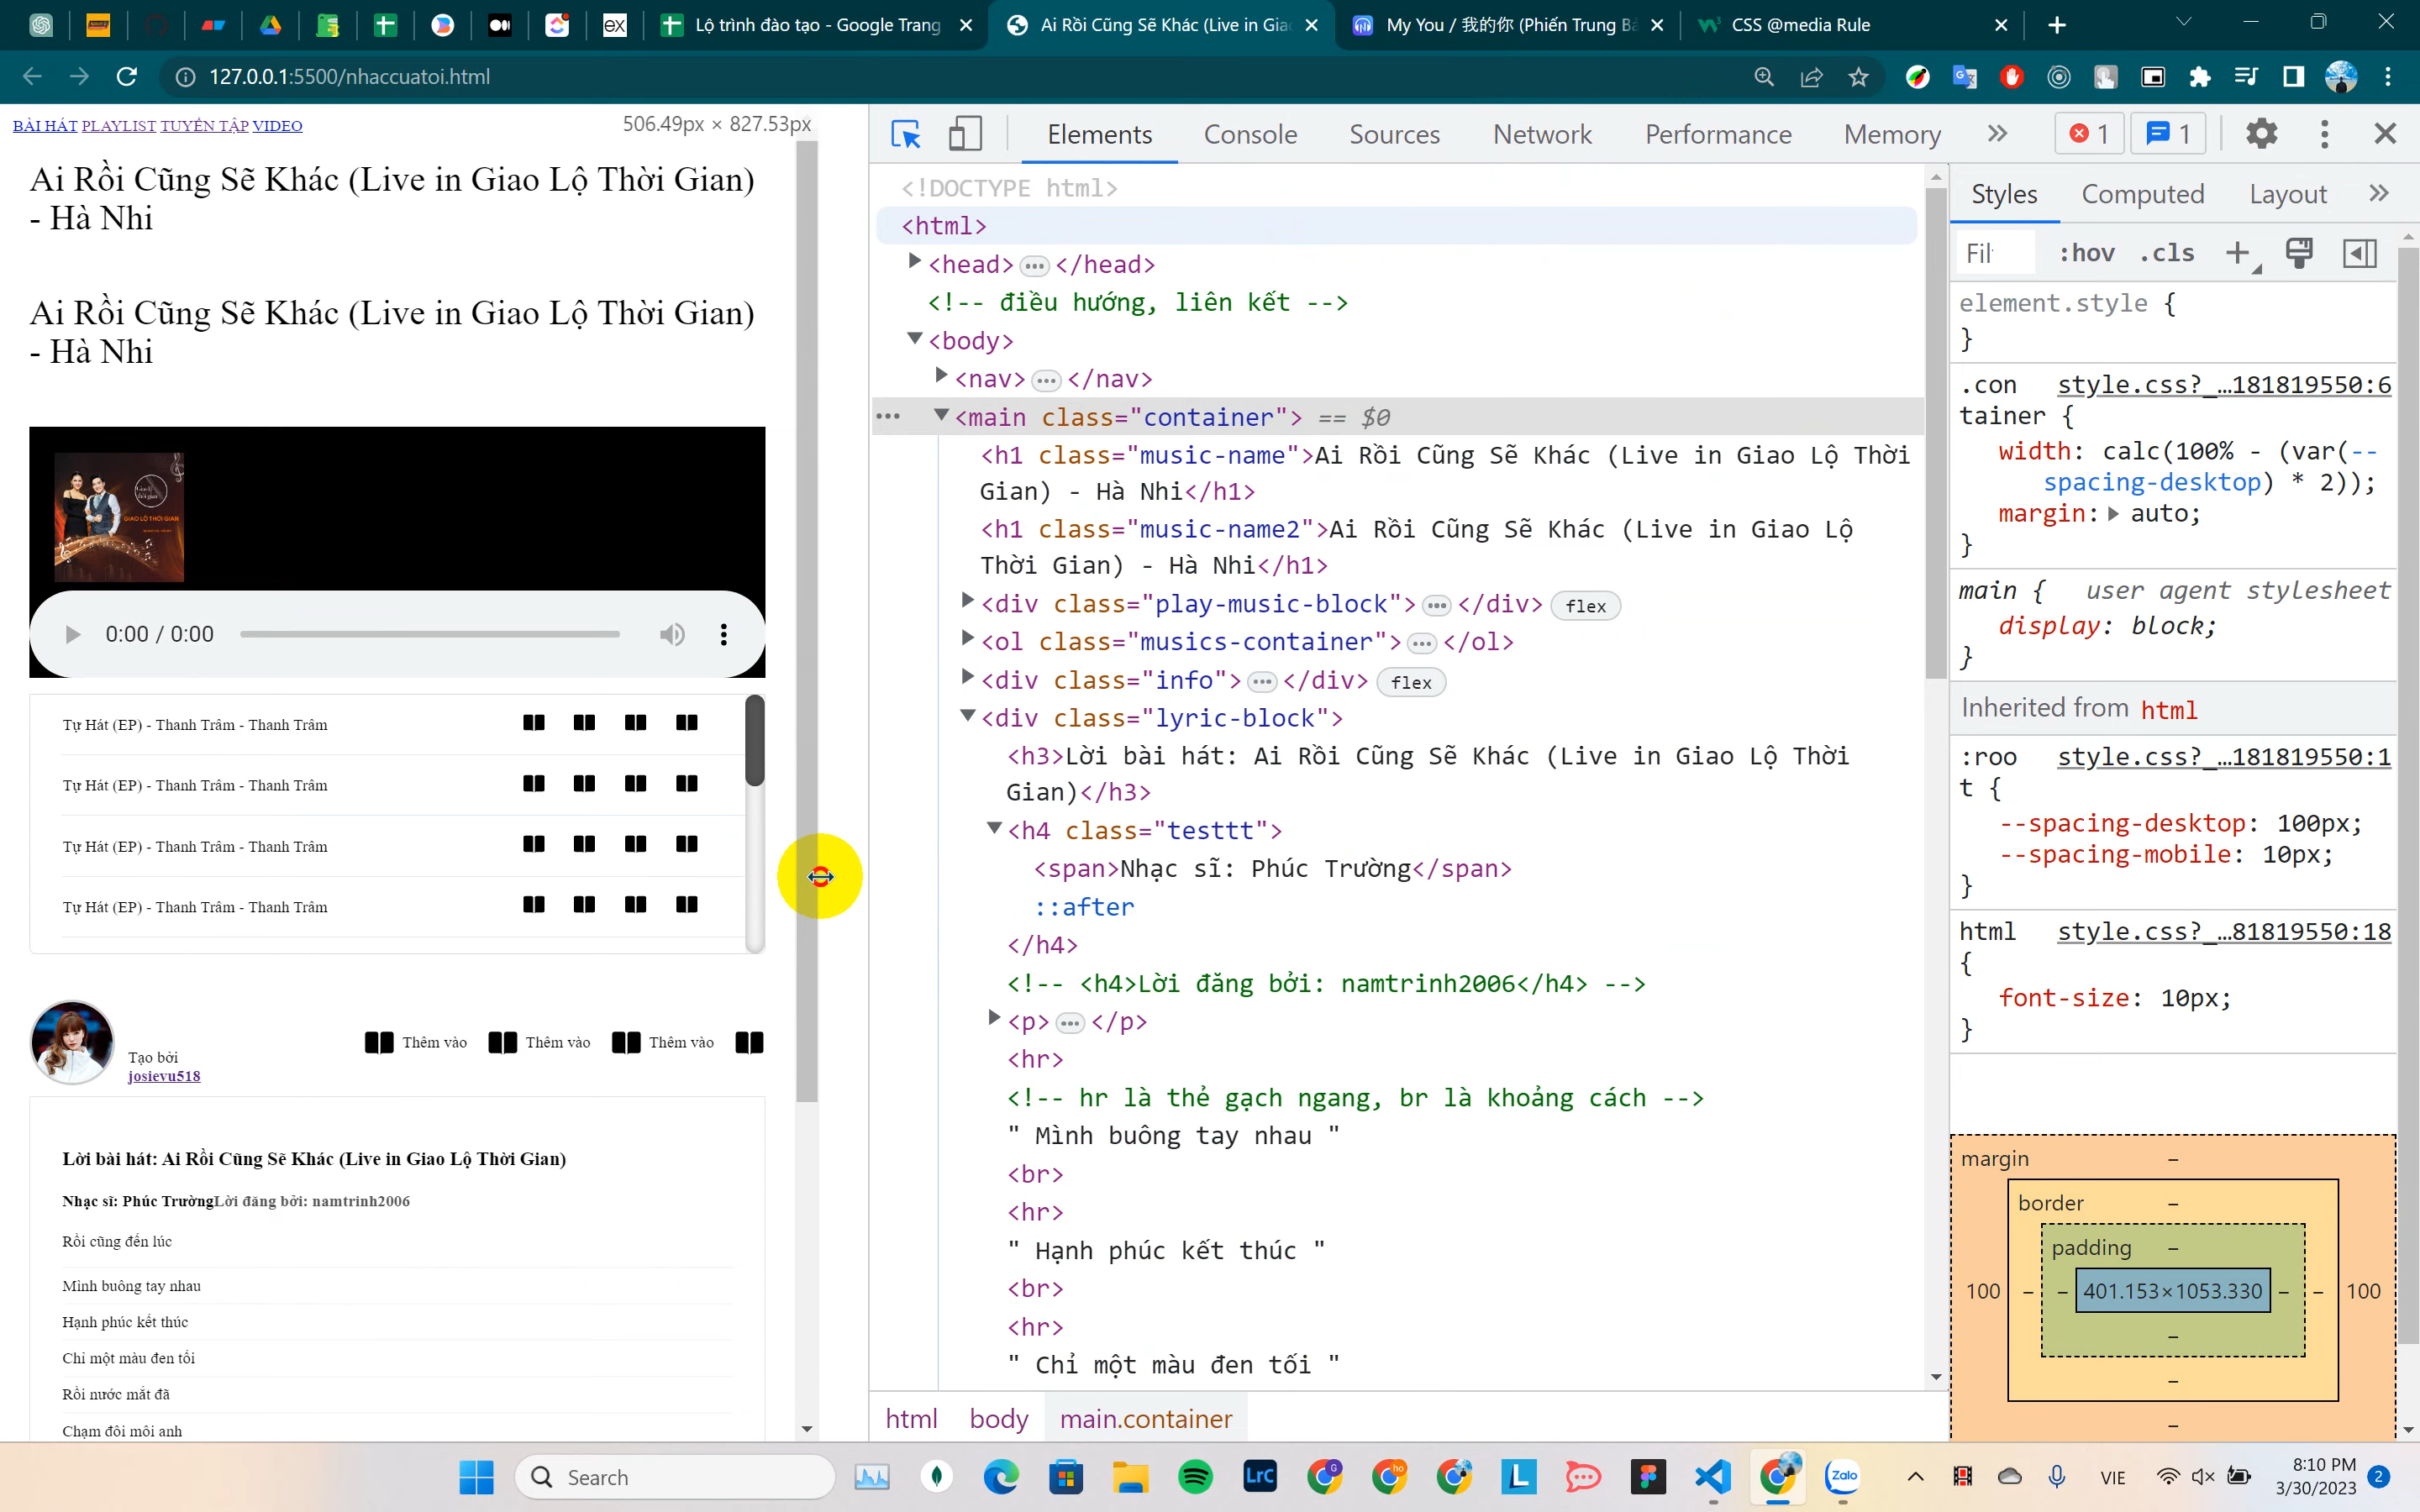 Lộ trình đào tạo - Google Trang
Ai Rồi Cũng Sẽ Khác (Live in Giao
My You / 我的你 (Phiến Trung Bả
CSS @media Rule
127.0.0.1:5500/nhaccuatoi.html
BÀI HÁT PLAYLIST TUYỂN TẬP VIDEO
506.49px × 827.53px
Ai Rồi Cũng Sẽ Khác (Live in Giao Lộ Thời Gian)
- Hà Nhi
Ai Rồi Cũng Sẽ Khác (Live in Giao Lộ Thời Gian)
- Hà Nhi
GIAO LỘ THỜI GIAN
0:00 / 0:00
Tự Hát (EP) - Thanh Trâm - Thanh Trâm
Tự Hát (EP) - Thanh Trâm - Thanh Trâm
Tự Hát (EP) - Thanh Trâm - Thanh Trâm
Tự Hát (EP) - Thanh Trâm - Thanh Trâm
Tạo bởi
josievu518
Thêm vào Thêm vào Thêm vào
Lời bài hát: Ai Rồi Cũng Sẽ Khác (Live in Giao Lộ Thời Gian)
Nhạc sĩ: Phúc TrườngLời đăng bởi: namtrinh2006
Rồi cũng đến lúc
Mình buông tay nhau
Hạnh phúc kết thúc
Chỉ một màu đen tối
Rồi nước mắt đã
Chạm đôi môi anh
Elements Console Sources Network Performance Memory 1 1
<!DOCTYPE html>
<html>
<head> </head>
<!-- điều hướng, liên kết -->
<body>
<nav> </nav>
<main class="container"> == $0
<h1 class="music-name">Ai Rồi Cũng Sẽ Khác (Live in Giao Lộ Thời
Gian) - Hà Nhi</h1>
<h1 class="music-name2">Ai Rồi Cũng Sẽ Khác (Live in Giao Lộ
Thời Gian) - Hà Nhi</h1>
<div class="play-music-block"> </div> flex
<ol class="musics-container"> </ol>
<div class="info"> </div> flex
<div class="lyric-block">
<h3>Lời bài hát: Ai Rồi Cũng Sẽ Khác (Live in Giao Lộ Thời
Gian)</h3>
<h4 class="testtt">
<span>Nhạc sĩ: Phúc Trường</span>
::after
</h4>
<!-- <h4>Lời đăng bởi: namtrinh2006</h4> -->
<p> </p>
<hr>
<!-- hr là thẻ gạch ngang, br là khoảng cách -->
" Mình buông tay nhau "
<br>
<hr>
" Hạnh phúc kết thúc "
<br>
<hr>
" Chỉ một màu đen tối "
html body main.container
Styles Computed Layout
Fil :hov .cls
element.style {
}
.con style.css?_…181819550:6
tainer {
width: calc(100% - (var(--
spacing-desktop) * 2));
margin: auto;
}
main { user agent stylesheet
display: block;
}
Inherited from html
:roo style.css?_…181819550:1
t {
--spacing-desktop: 100px;
--spacing-mobile: 10px;
}
html style.css?_…81819550:18
{
font-size: 10px;
}
margin –
border –
padding –
100 – – 401.153×1053.330 – – 100
–
–
–
Search
Lrc
L
Zalo
VIE
8:10 PM
3/30/2023
2